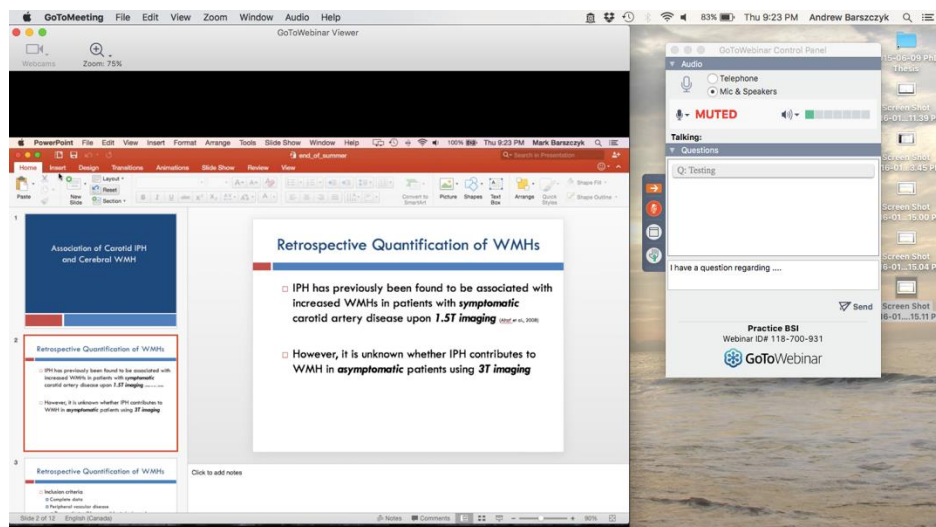 GoToMeeting File Edit View Zoom Window Audio Help 83% Thu 9:23 PM Andrew Barszczyk
GoToWebinar Viewer
Webcams Zoom: 75%
PowerPoint File Edit View Insert Format Arrange Tools Slide Show Window Help 100% Thu 9:23 PM Mark Barszczyk
end_of_summer
Search in Presentation
Home Insert Design Transitions Animations Slide Show Review View
Paste
New
Slide
Layout
Reset
Section
Convert to
SmartArt
Picture Shapes Text
Box
Arrange Quick
Styles
Shape Fill
Shape Outline
1
Association of Carotid IPH
and Cerebral WMH
2
Retrospective Quantification of WMHs
IPH has previously been found to be associated with
increased WMHs in patients with symptomatic
carotid artery disease upon 1.5T imaging
However, it is unknown whether IPH contributes to
WMH in asymptomatic patients using 3T imaging
3
Retrospective Quantification of WMHs
Inclusion criteria
Complete data
Peripheral vascular disease
Retrospective Quantification of WMHs
IPH has previously been found to be associated with
increased WMHs in patients with symptomatic
carotid artery disease upon 1.5T imaging
However, it is unknown whether IPH contributes to
WMH in asymptomatic patients using 3T imaging
Click to add notes
Slide 2 of 12 English (Canada) Notes Comments 90%
GoToWebinar Control Panel
Audio
Telephone
Mic & Speakers
MUTED
Talking:
Questions
Q: Testing
I have a question regarding ....
Send
Practice BSI
Webinar ID# 118-700-931
GoToWebinar
15-06-09 PhD
Thesis
Screen Shot
Screen Shot
Screen Shot
Screen Shot
Screen Shot